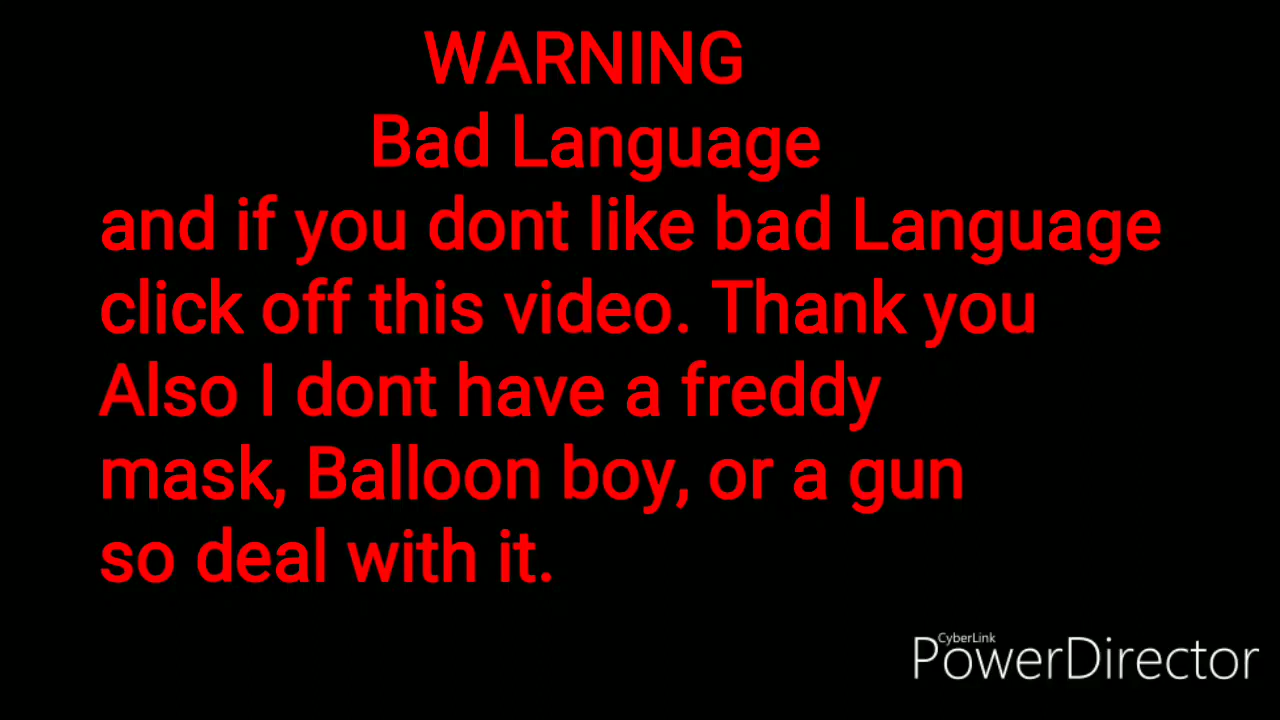 WARNING
Bad Language
and if you dont like bad Language
click off this video. Thank you
Also I dont have a freddy
mask, Balloon boy, or a gun
so deal with it.
CyberLink
PowerDirector